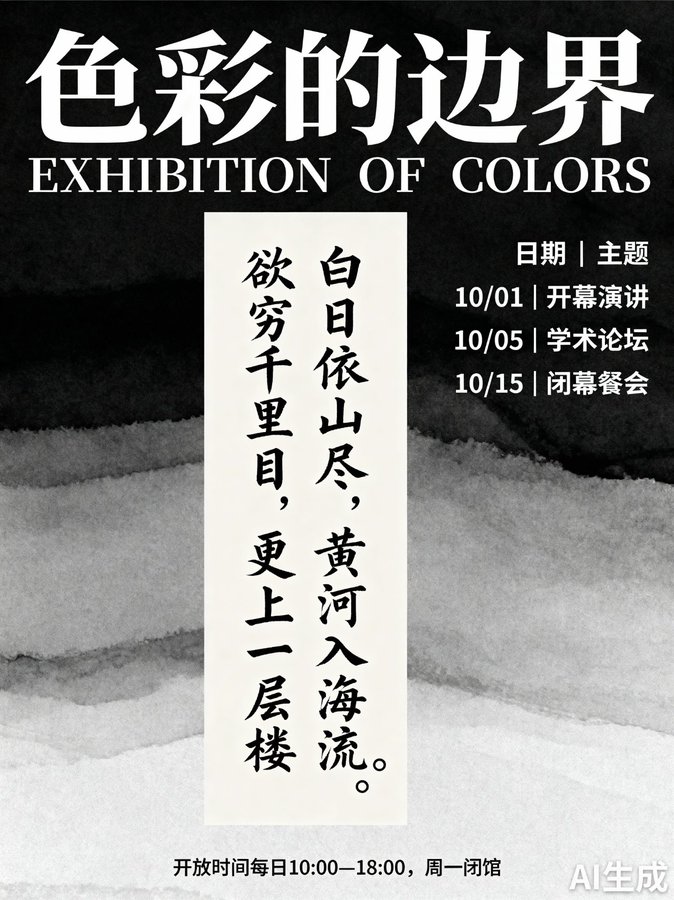 色彩的边界
EXHIBITION OF COLORS
日期 | 主题
10/01 | 开幕演讲
10/05 | 学术论坛
10/15 | 闭幕餐会
白日依山尽，黄河入海流。。
欲穷千里目，更上一层楼
开放时间每日10:00—18:00，周一闭馆
AI生成